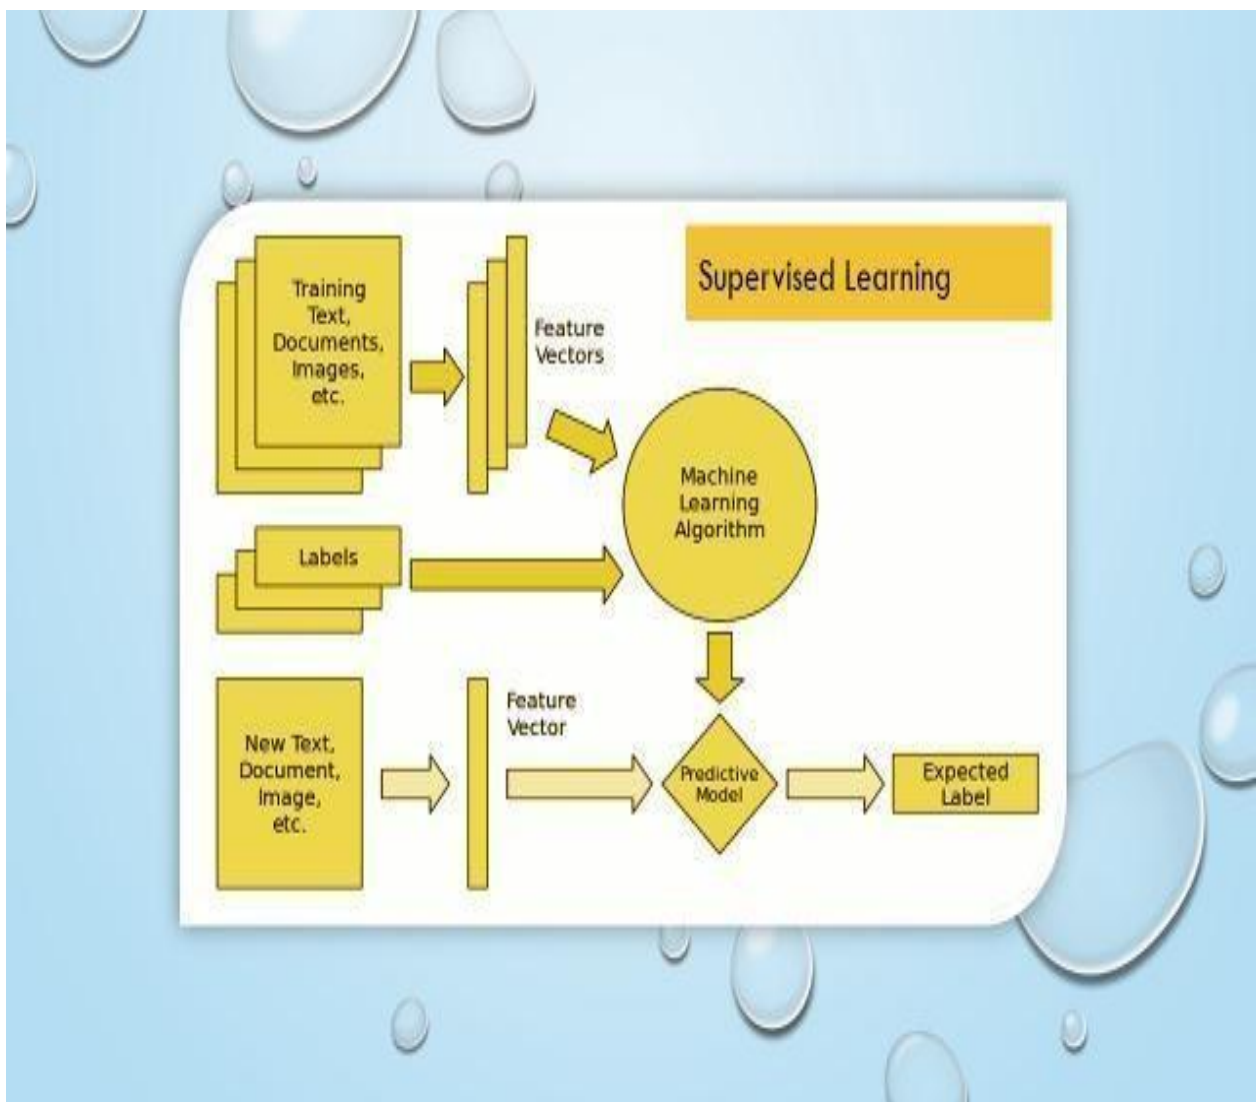 Supervised Learning
Training
Text,
Documents,
Images,
etc.
Feature
Vectors
Machine
Learning
Algorithm
Labels
New Text,
Document,
Image,
etc.
Feature
Vector
Predictive
Model
Expected
Label